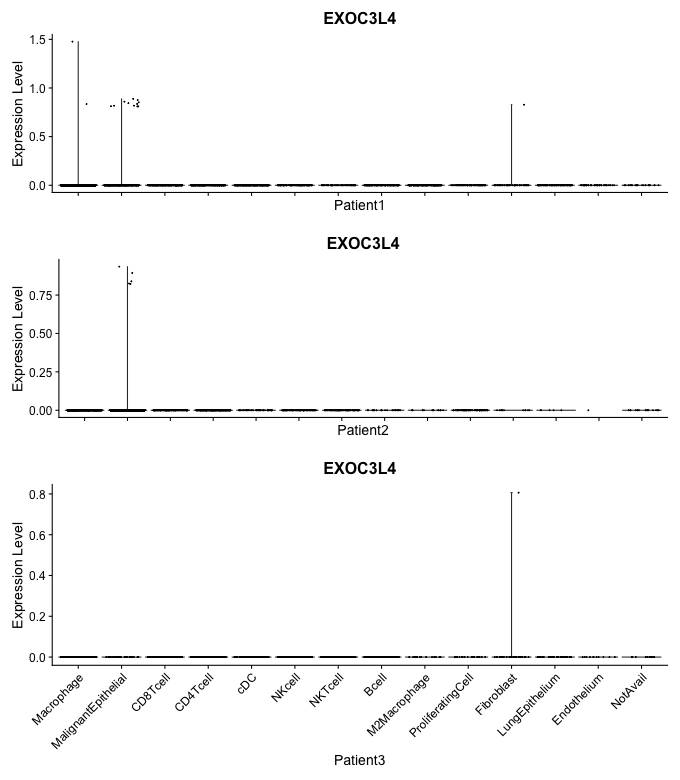 EXOC3L4
1.5
1.0
0.5
0.0
Expression Level
Patient1
EXOC3L4
0.75
0.50
0.25
0.00
Expression Level
Patient2
EXOC3L4
0.8
0.6
0.4
0.2
0.0
Expression Level
Macrophage
MalignantEpithelial
CD8Tcell
CD4Tcell
cDC
NKcell
NKTcell
Bcell
M2Macrophage
ProliferatingCell
Fibroblast
LungEpithelium
Endothelium
NotAvail
Patient3